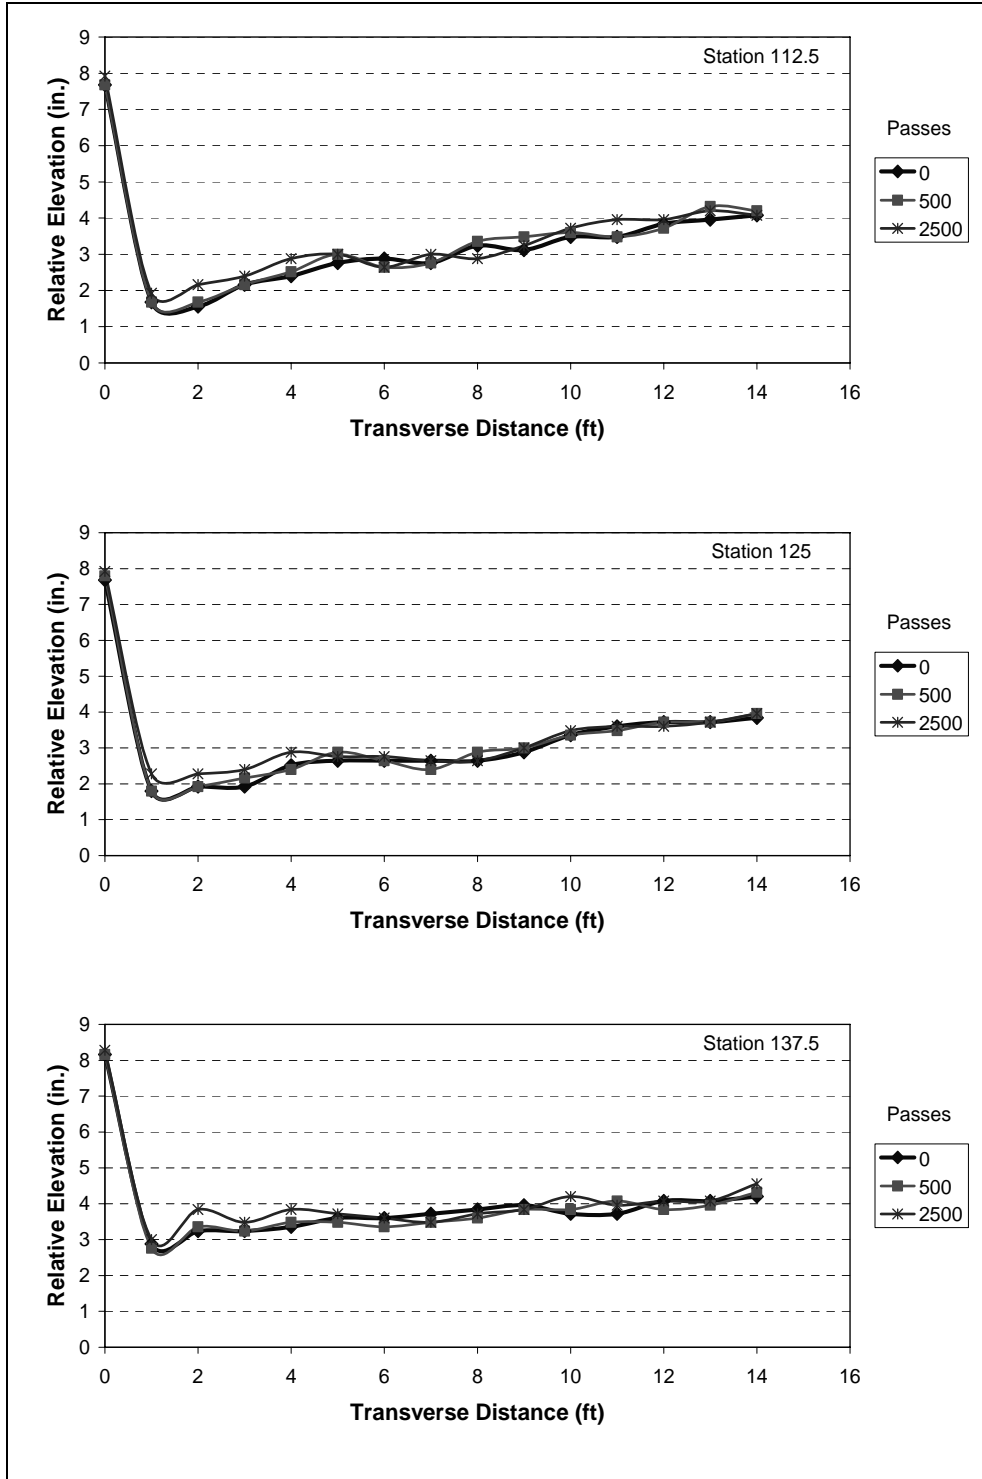 Station 112.5
Relative Elevation (in.)
9
8
7
6
5
4
3
2
1
0
0 2 4 6 8 10 12 14 16
Transverse Distance (ft)
Passes
0
500
2500
Station 125
Relative Elevation (in.)
9
8
7
6
5
4
3
2
1
0
0 2 4 6 8 10 12 14 16
Transverse Distance (ft)
Passes
0
500
2500
Station 137.5
Relative Elevation (in.)
9
8
7
6
5
4
3
2
1
0
0 2 4 6 8 10 12 14 16
Transverse Distance (ft)
Passes
0
500
2500